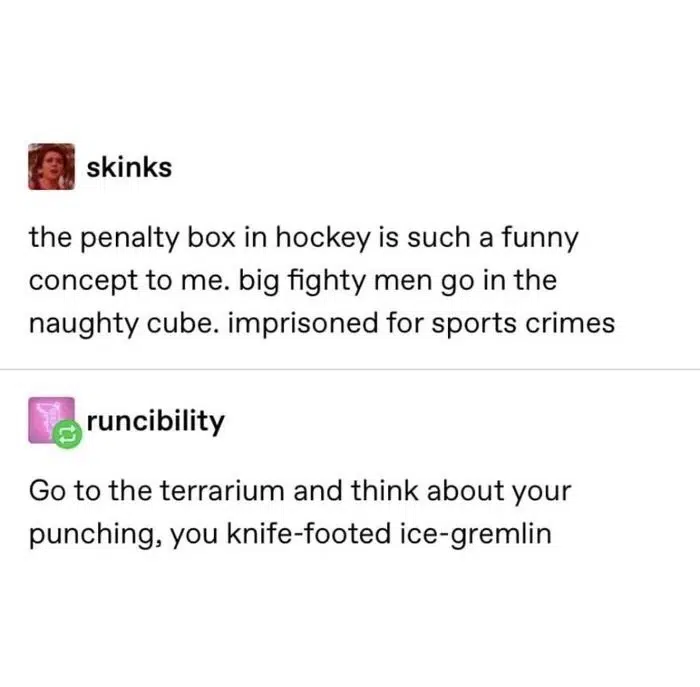 skinks
the penalty box in hockey is such a funny
concept to me. big fighty men go in the
naughty cube. imprisoned for sports crimes
runcibility
Go to the terrarium and think about your
punching, you knife-footed ice-gremlin